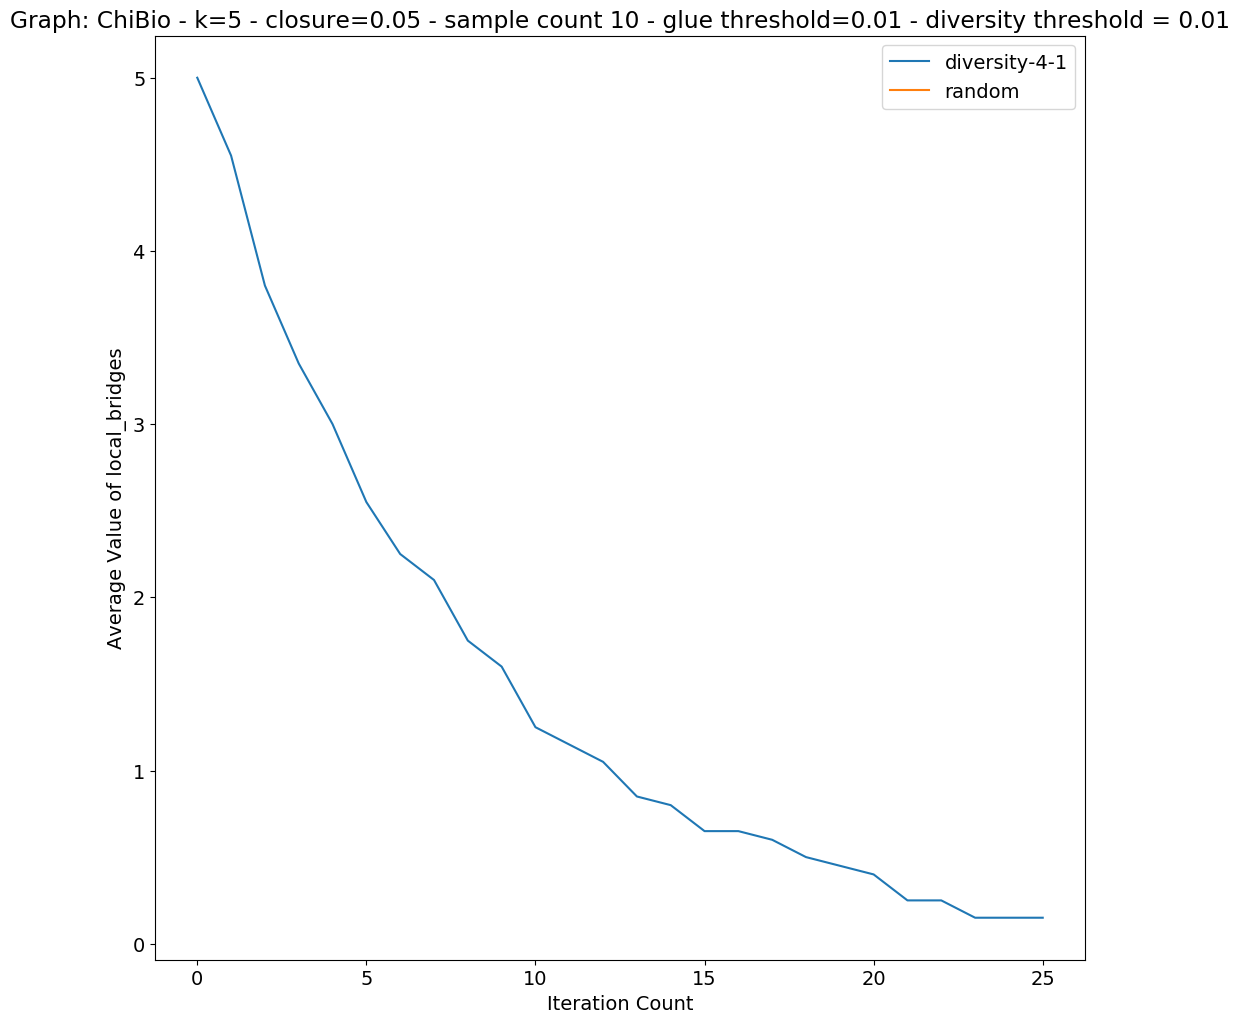 Graph: ChiBio - k=5 - closure=0.05 - sample count 10 - glue threshold=0.01 - diversity threshold = 0.01
diversity-4-1
random
5
4
3
2
1
0
Average Value of local_bridges
0 5 10 15 20 25
Iteration Count